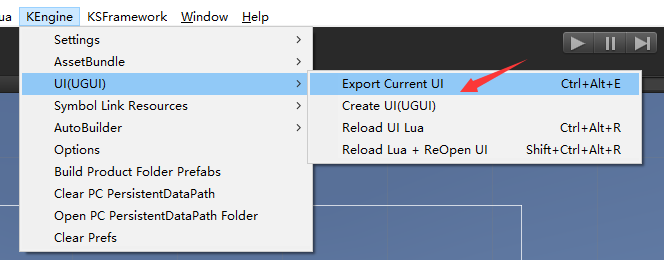 ua KEngine KSFramework Window Help
Settings
AssetBundle
UI(UGUI)
Symbol Link Resources
AutoBuilder
Options
Build Product Folder Prefabs
Clear PC PersistentDataPath
Open PC PersistentDataPath Folder
Clear Prefs
Export Current UI Ctrl+Alt+E
Create UI(UGUI)
Reload UI Lua Ctrl+Alt+R
Reload Lua + ReOpen UI Shift+Ctrl+Alt+R